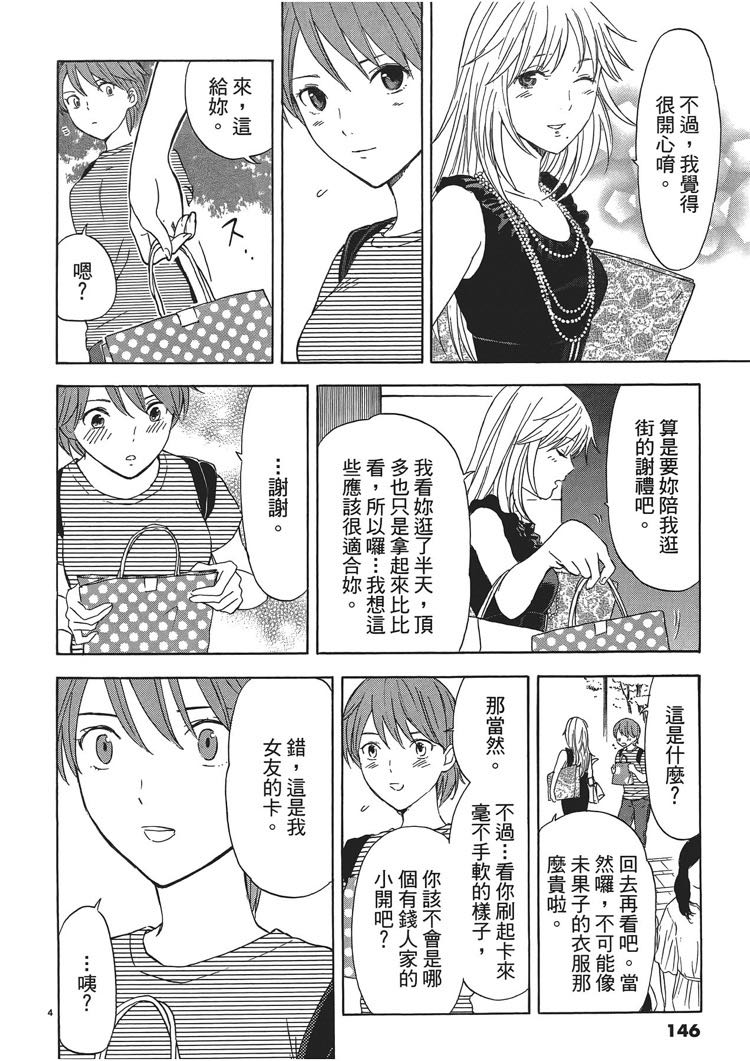 不過，我覺得
很開心唷。
來，這
給妳。
ス…
嗯?
算是要妳陪我逛
街的謝禮吧。
我看妳逛了半天，頂
多也只是拿起來比比
看，所以囉…我想這
些應該很適合妳。
…謝謝。
這是什麼?
回去再看吧。當
然囉，不可能像
未果子的衣服那
麼貴啦。
那當然。
不過…看你刷起卡來
毫不手軟的樣子，
你該不會是哪
個有錢人家的
小開吧?
錯，這是我
女友的卡。
…咦?
4
146